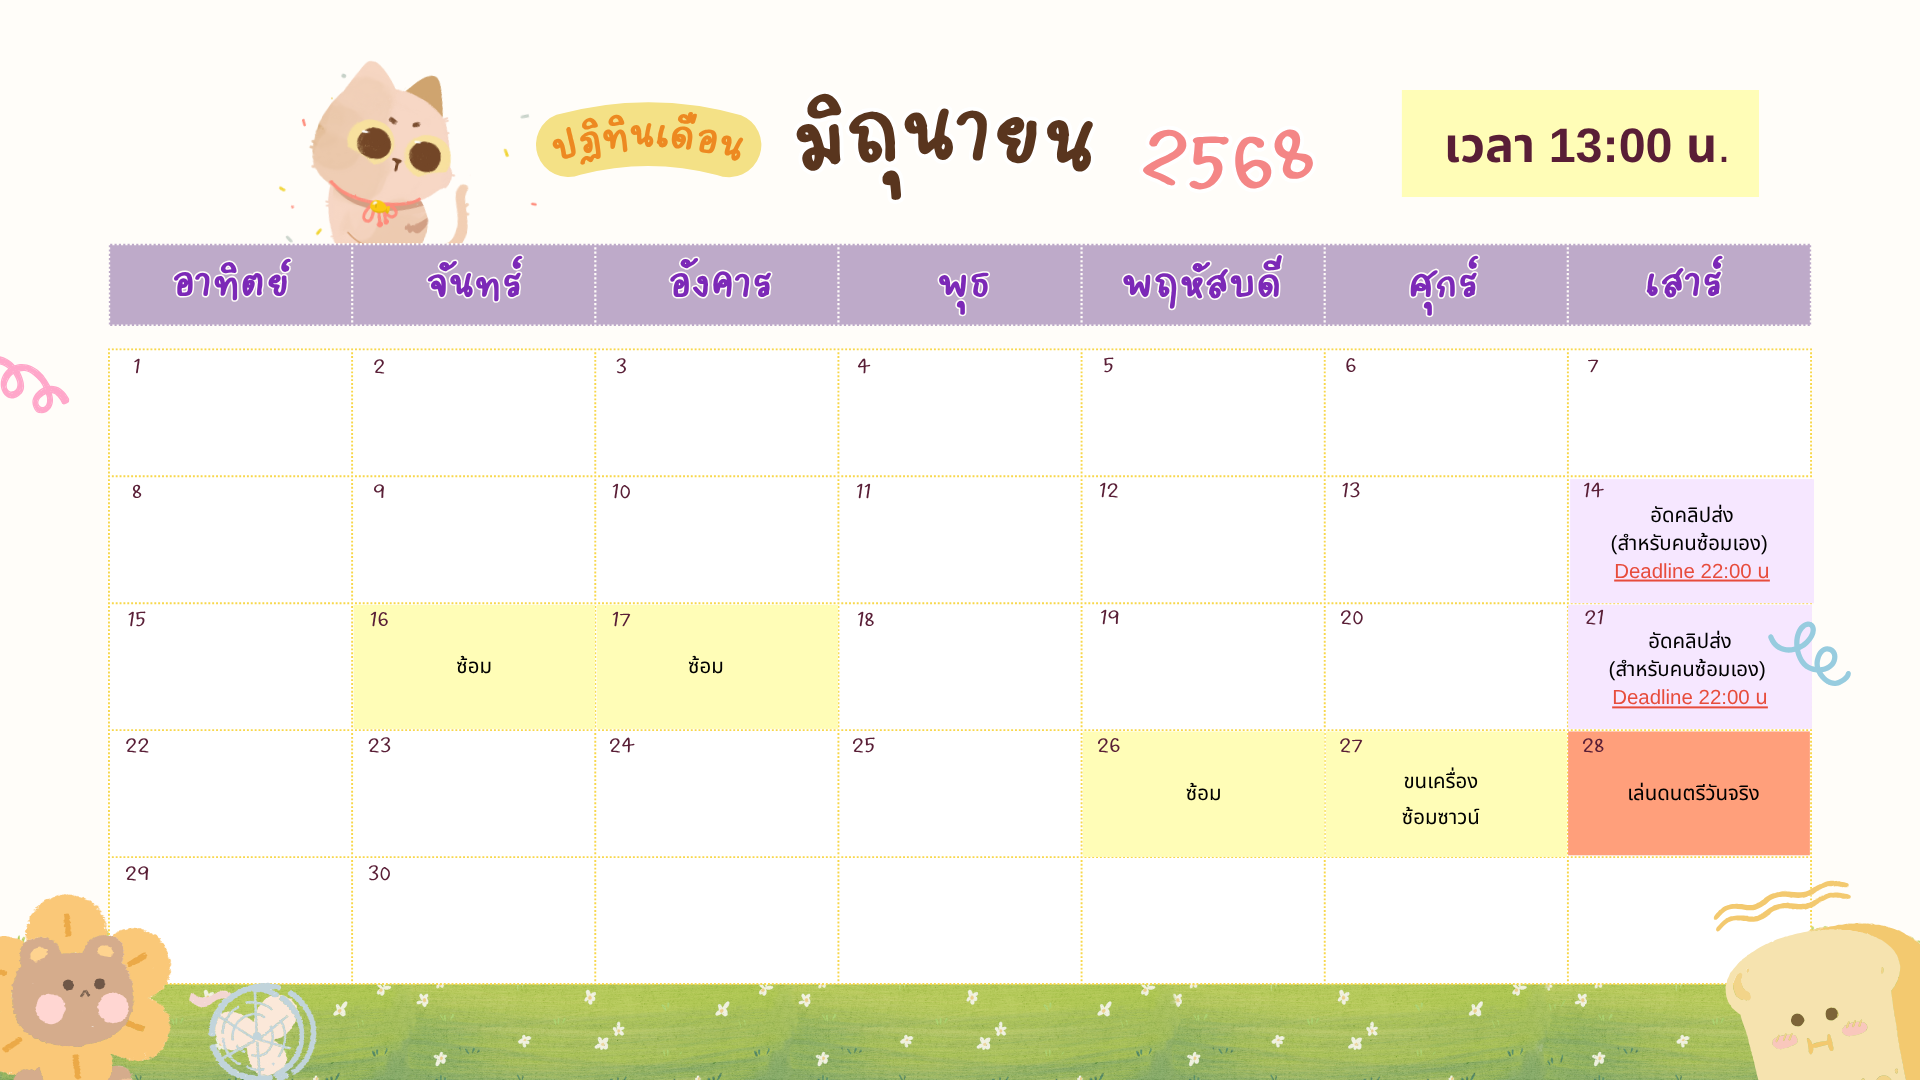 ปฏิทินเดือน มิถุนายน 2568 เวลา 13:00 น.
อาทิตย์ จันทร์ อังคาร พุธ พฤหัสบดี ศุกร์ เสาร์
1 2 3 4 5 6 7
8 9 10 11 12 13 14
อัดคลิปส่ง
(สำหรับคนซ้อมเอง)
Deadline 22:00 น
15 16 17 18 19 20 21
ซ้อม ซ้อม
อัดคลิปส่ง
(สำหรับคนซ้อมเอง)
Deadline 22:00 น
22 23 24 25 26 27 28
ซ้อม
ขนเครื่อง
ซ้อมซาวน์
เล่นดนตรีวันจริง
29 30